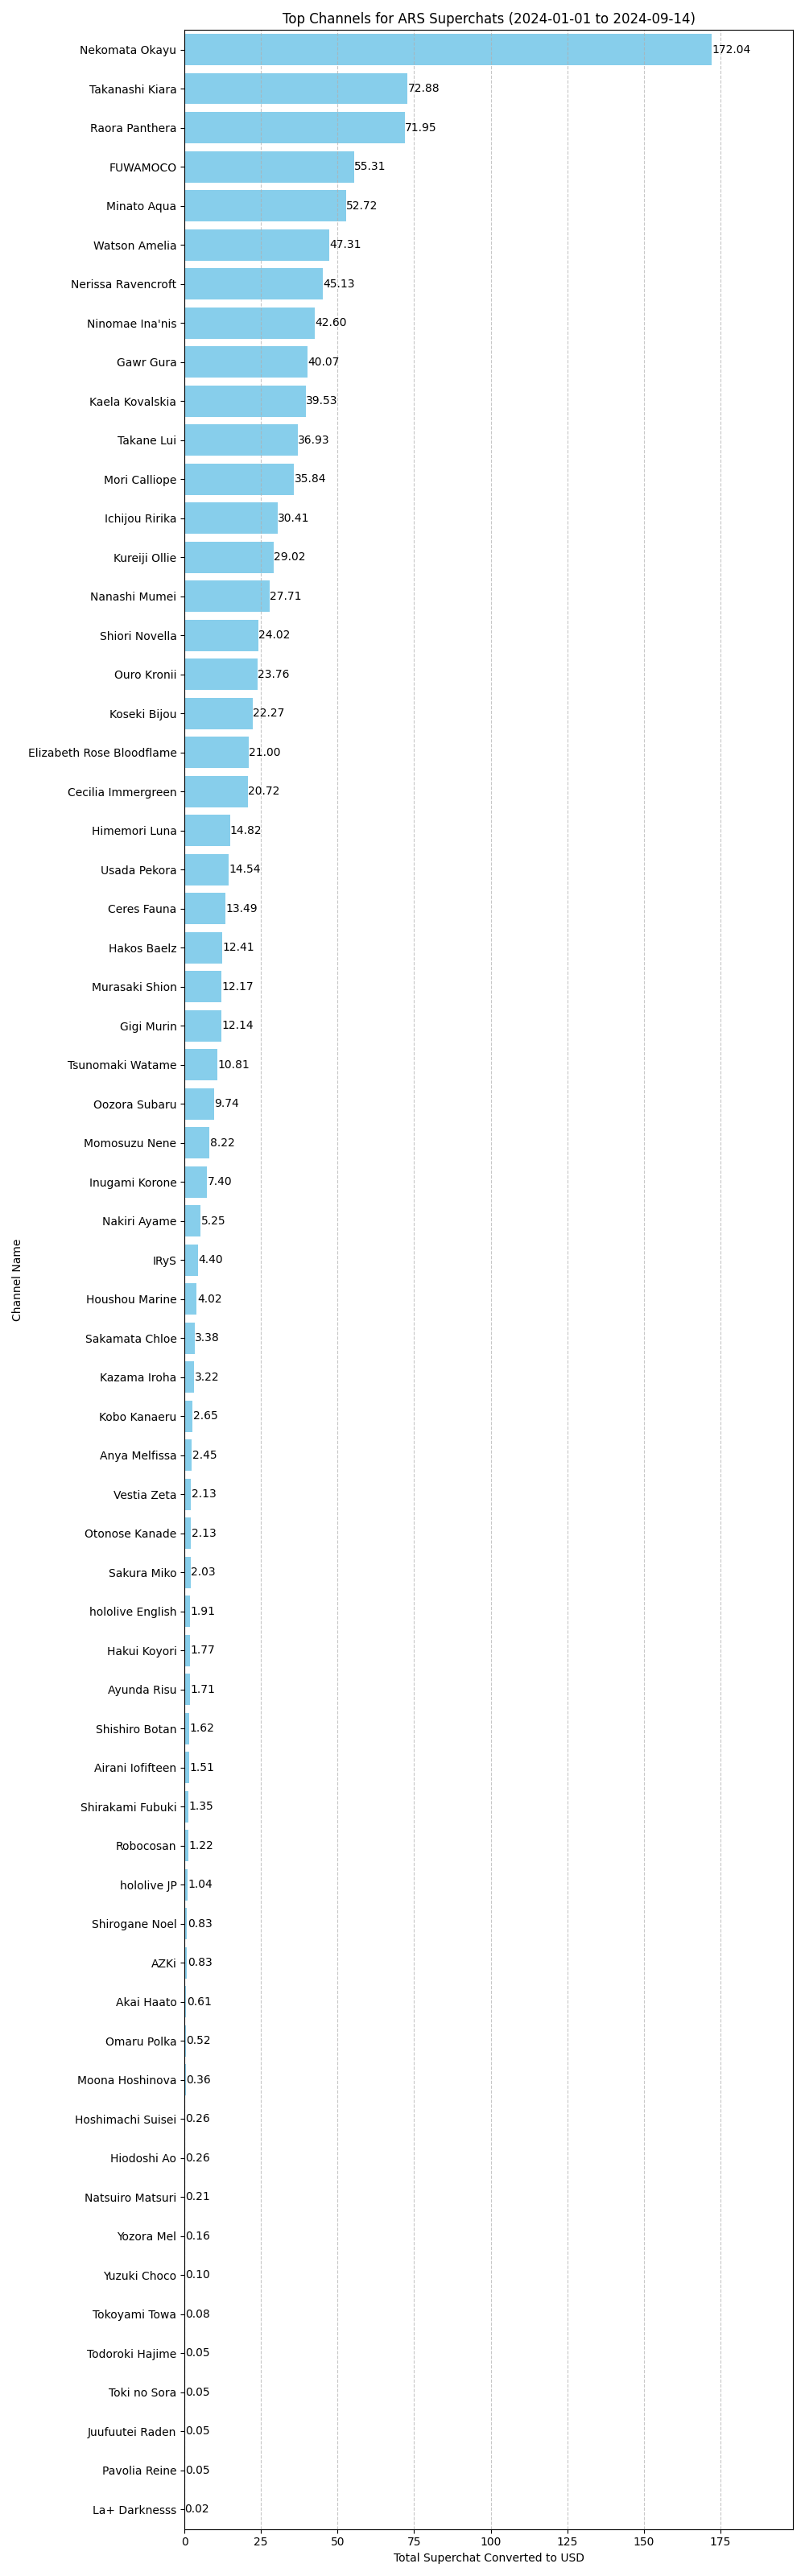 Top Channels for ARS Superchats (2024-01-01 to 2024-09-14)
Nekomata Okayu 172.04
Takanashi Kiara 72.88
Raora Panthera 71.95
FUWAMOCO 55.31
Minato Aqua 52.72
Watson Amelia 47.31
Nerissa Ravencroft 45.13
Ninomae Ina'nis 42.60
Gawr Gura 40.07
Kaela Kovalskia 39.53
Takane Lui 36.93
Mori Calliope 35.84
Ichijou Ririka 30.41
Kureiji Ollie 29.02
Nanashi Mumei 27.71
Shiori Novella 24.02
Ouro Kronii 23.76
Koseki Bijou 22.27
Elizabeth Rose Bloodflame 21.00
Cecilia Immergreen 20.72
Himemori Luna 14.82
Usada Pekora 14.54
Ceres Fauna 13.49
Hakos Baelz 12.41
Murasaki Shion 12.17
Gigi Murin 12.14
Tsunomaki Watame 10.81
Oozora Subaru 9.74
Momosuzu Nene 8.22
Inugami Korone 7.40
Nakiri Ayame 5.25
IRyS 4.40
Houshou Marine 4.02
Sakamata Chloe 3.38
Kazama Iroha 3.22
Kobo Kanaeru 2.65
Anya Melfissa 2.45
Vestia Zeta 2.13
Otonose Kanade 2.13
Sakura Miko 2.03
hololive English 1.91
Hakui Koyori 1.77
Ayunda Risu 1.71
Shishiro Botan 1.62
Airani Iofifteen 1.51
Shirakami Fubuki 1.35
Robocosan 1.22
hololive JP 1.04
Shirogane Noel 0.83
AZKi 0.83
Akai Haato 0.61
Omaru Polka 0.52
Moona Hoshinova 0.36
Hoshimachi Suisei 0.26
Hiodoshi Ao 0.26
Natsuiro Matsuri 0.21
Yozora Mel 0.16
Yuzuki Choco 0.10
Tokoyami Towa 0.08
Todoroki Hajime 0.05
Toki no Sora 0.05
Juufuutei Raden 0.05
Pavolia Reine 0.05
La+ Darknesss 0.02
Channel Name
0 25 50 75 100 125 150 175
Total Superchat Converted to USD